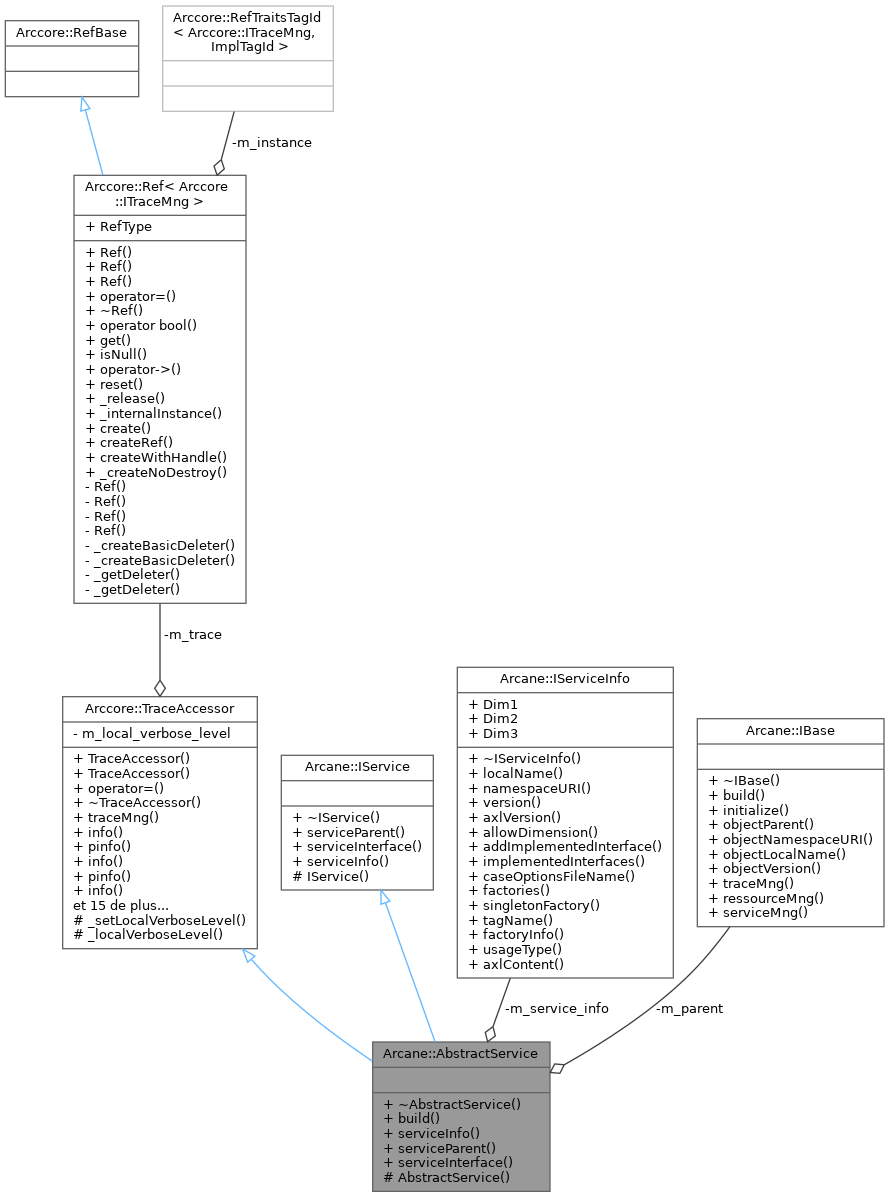 Arccore::RefBase
Arccore::RefTraitsTagId
< Arccore::ITraceMng,
ImplTagId >
-m_instance
Arccore::Ref< Arccore
::ITraceMng >
+ RefType
+ Ref()
+ Ref()
+ Ref()
+ operator=()
+ ~Ref()
+ operator bool()
+ get()
+ isNull()
+ operator->()
+ reset()
+ _release()
+ _internalInstance()
+ create()
+ createRef()
+ createWithHandle()
+ _createNoDestroy()
- Ref()
- Ref()
- Ref()
- Ref()
- _createBasicDeleter()
- _createBasicDeleter()
- _getDeleter()
- _getDeleter()
-m_trace
Arccore::TraceAccessor
- m_local_verbose_level
+ TraceAccessor()
+ TraceAccessor()
+ operator=()
+ ~TraceAccessor()
+ traceMng()
+ info()
+ pinfo()
+ info()
+ pinfo()
+ info()
et 15 de plus...
# _setLocalVerboseLevel()
# _localVerboseLevel()
Arcane::IService
+ ~IService()
+ serviceParent()
+ serviceInterface()
+ serviceInfo()
# IService()
Arcane::IServiceInfo
+ Dim1
+ Dim2
+ Dim3
+ ~IServiceInfo()
+ localName()
+ namespaceURI()
+ version()
+ axlVersion()
+ allowDimension()
+ addImplementedInterface()
+ implementedInterfaces()
+ caseOptionsFileName()
+ factories()
+ singletonFactory()
+ tagName()
+ factoryInfo()
+ usageType()
+ axlContent()
Arcane::IBase
+ ~IBase()
+ build()
+ initialize()
+ objectParent()
+ objectNamespaceURI()
+ objectLocalName()
+ objectVersion()
+ traceMng()
+ ressourceMng()
+ serviceMng()
-m_service_info
-m_parent
Arcane::AbstractService
+ ~AbstractService()
+ build()
+ serviceInfo()
+ serviceParent()
+ serviceInterface()
# AbstractService()